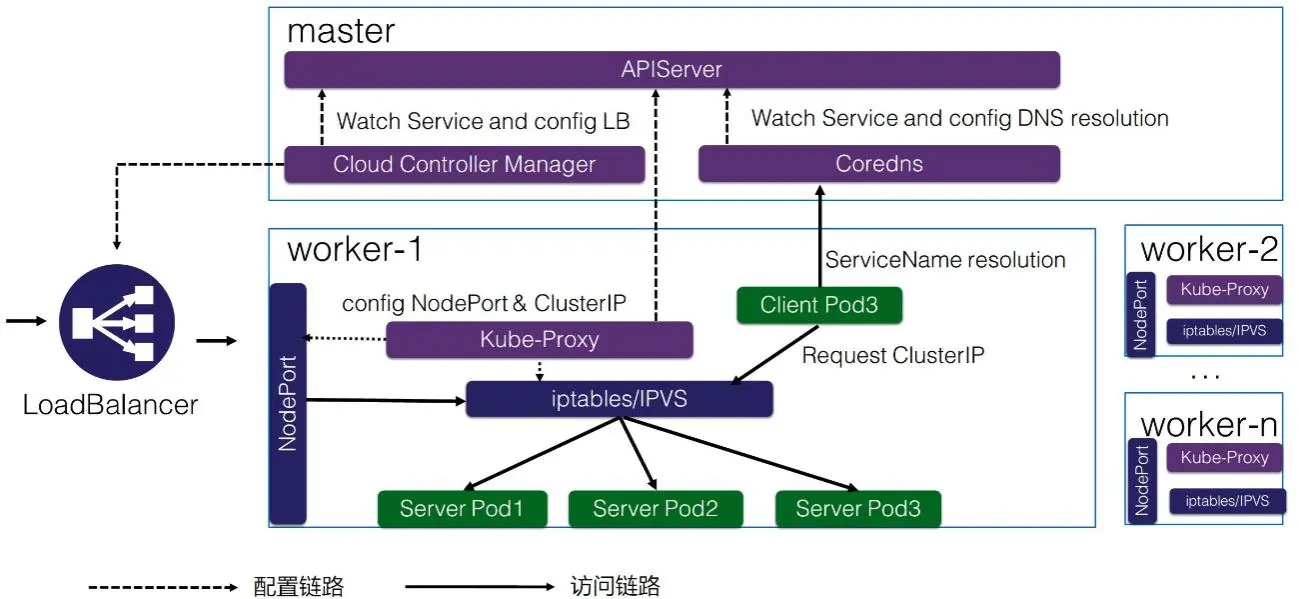 master
APIServer
Watch Service and config LB
Watch Service and config DNS resolution
Cloud Controller Manager
Coredns
worker-1
ServiceName resolution
config NodePort & ClusterIP
Client Pod3
Kube-Proxy
Request ClusterIP
NodePort
iptables/IPVS
Server Pod1
Server Pod2
Server Pod3
LoadBalancer
worker-2
NodePort
Kube-Proxy
iptables/IPVS
...
worker-n
NodePort
Kube-Proxy
iptables/IPVS
配置链路
访问链路